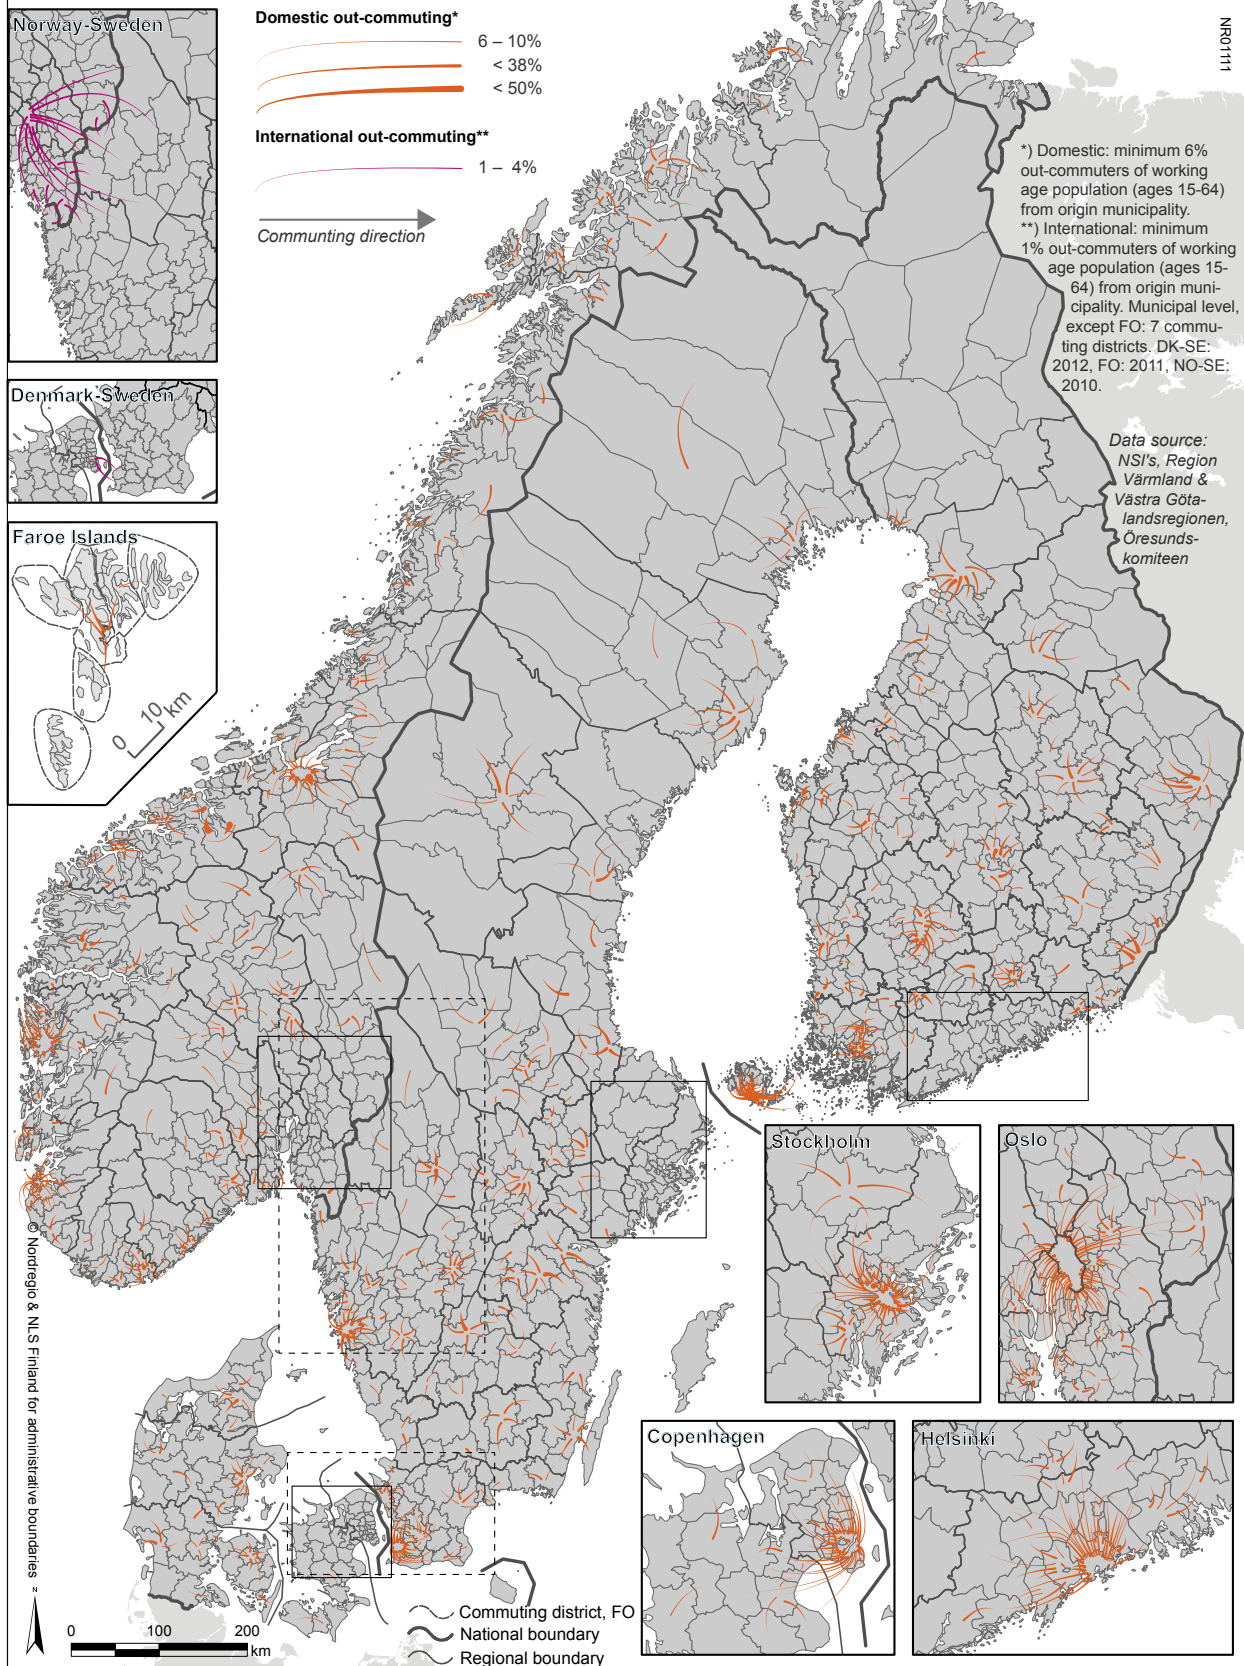 Norway-Sweden
Domestic out-commuting*
6 – 10%
< 38%
< 50%
International out-commuting**
1 – 4%
Communting direction
NR01111
*) Domestic: minimum 6%
out-commuters of working
age population (ages 15-64)
from origin municipality.
**) International: minimum
1% out-commuters of working
age population (ages 15-
64) from origin muni-
cipality. Municipal level,
except FO: 7 commu-
ting districts. DK-SE:
2012, FO: 2011, NO-SE:
2010.
Data source:
NSI's, Region
Värmland &
Västra Göta-
landsregionen,
Öresunds-
komiteen
Denmark-Sweden
Faroe Islands
0 10
km
Stockholm
Oslo
Copenhagen
Helsinki
© Nordregio & NLS Finland for administrative boundaries
N
0 100 200
km
Commuting district, FO
National boundary
Regional boundary